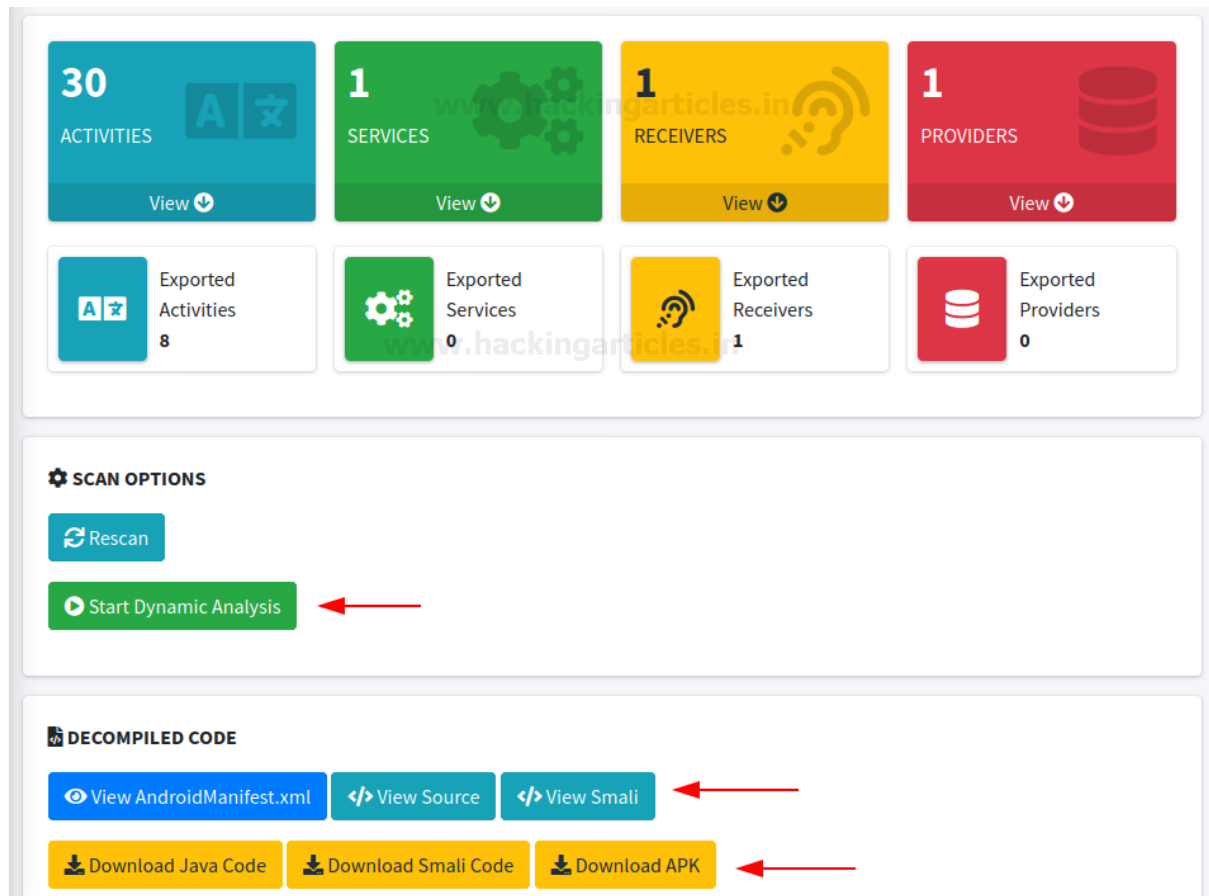 30
ACTIVITIES
View
1
SERVICES
View
1
RECEIVERS
View
1
PROVIDERS
View
www.hackingarticles.in
Exported
Activities
8
Exported
Services
0
Exported
Receivers
1
Exported
Providers
0
www.hackingarticles.in
SCAN OPTIONS
Rescan
Start Dynamic Analysis
DECOMPILED CODE
View AndroidManifest.xml
View Source
View Smali
Download Java Code
Download Smali Code
Download APK